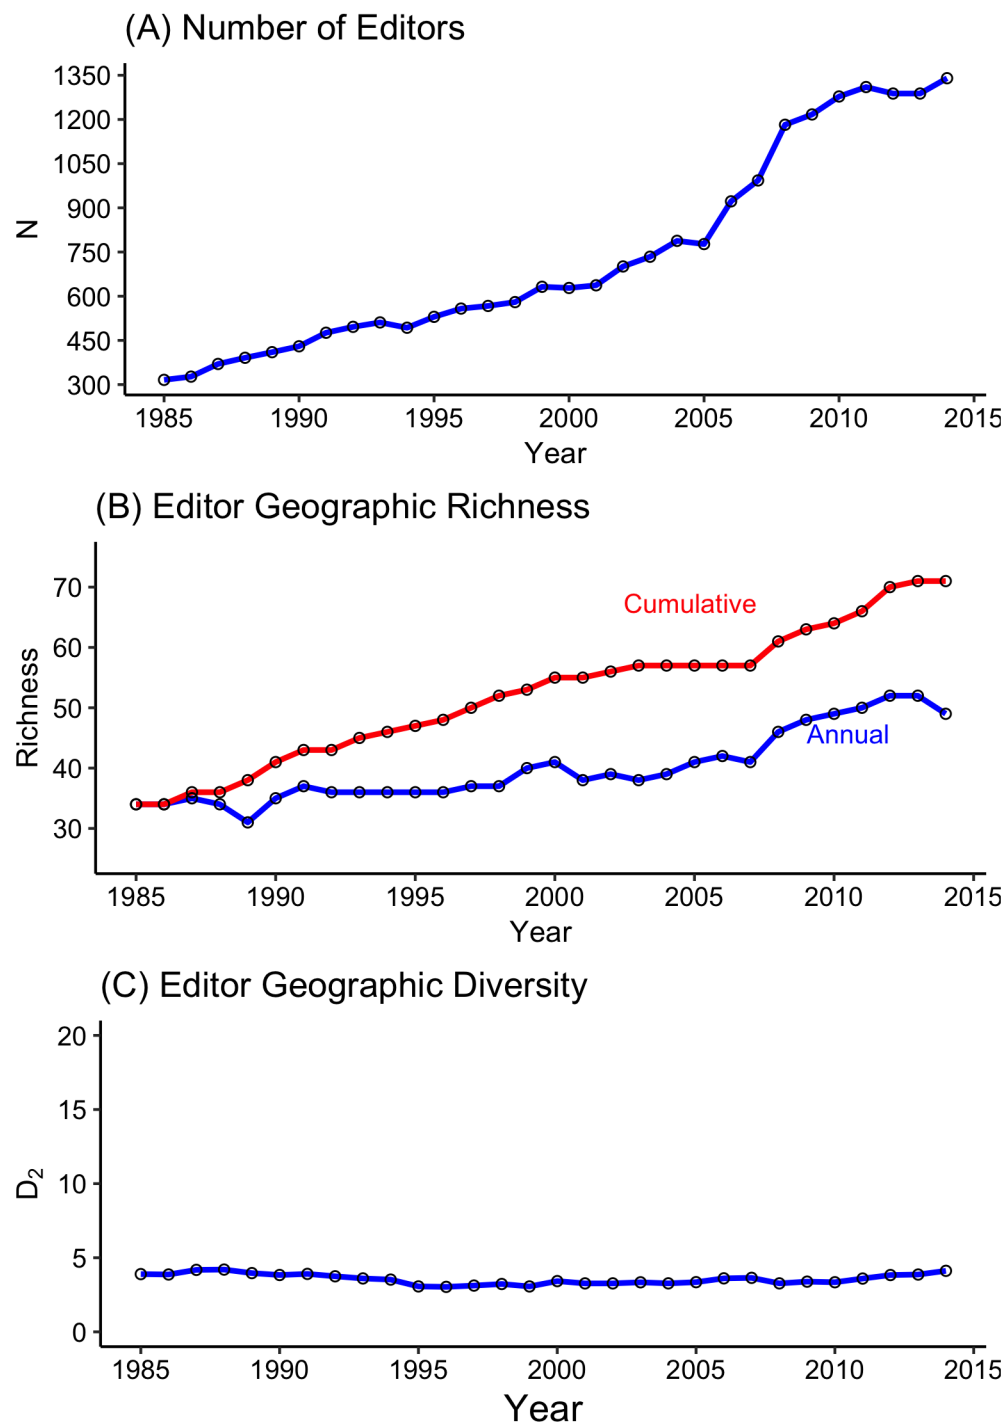 (A) Number of Editors
1350
1200
1050
900
750
600
450
300
N
1985 1990 1995 2000 2005 2010 2015
Year
(B) Editor Geographic Richness
70
60
50
40
30
Richness
Cumulative
Annual
1985 1990 1995 2000 2005 2010 2015
Year
(C) Editor Geographic Diversity
20
15
10
5
0
D₂
1985 1990 1995 2000 2005 2010 2015
Year